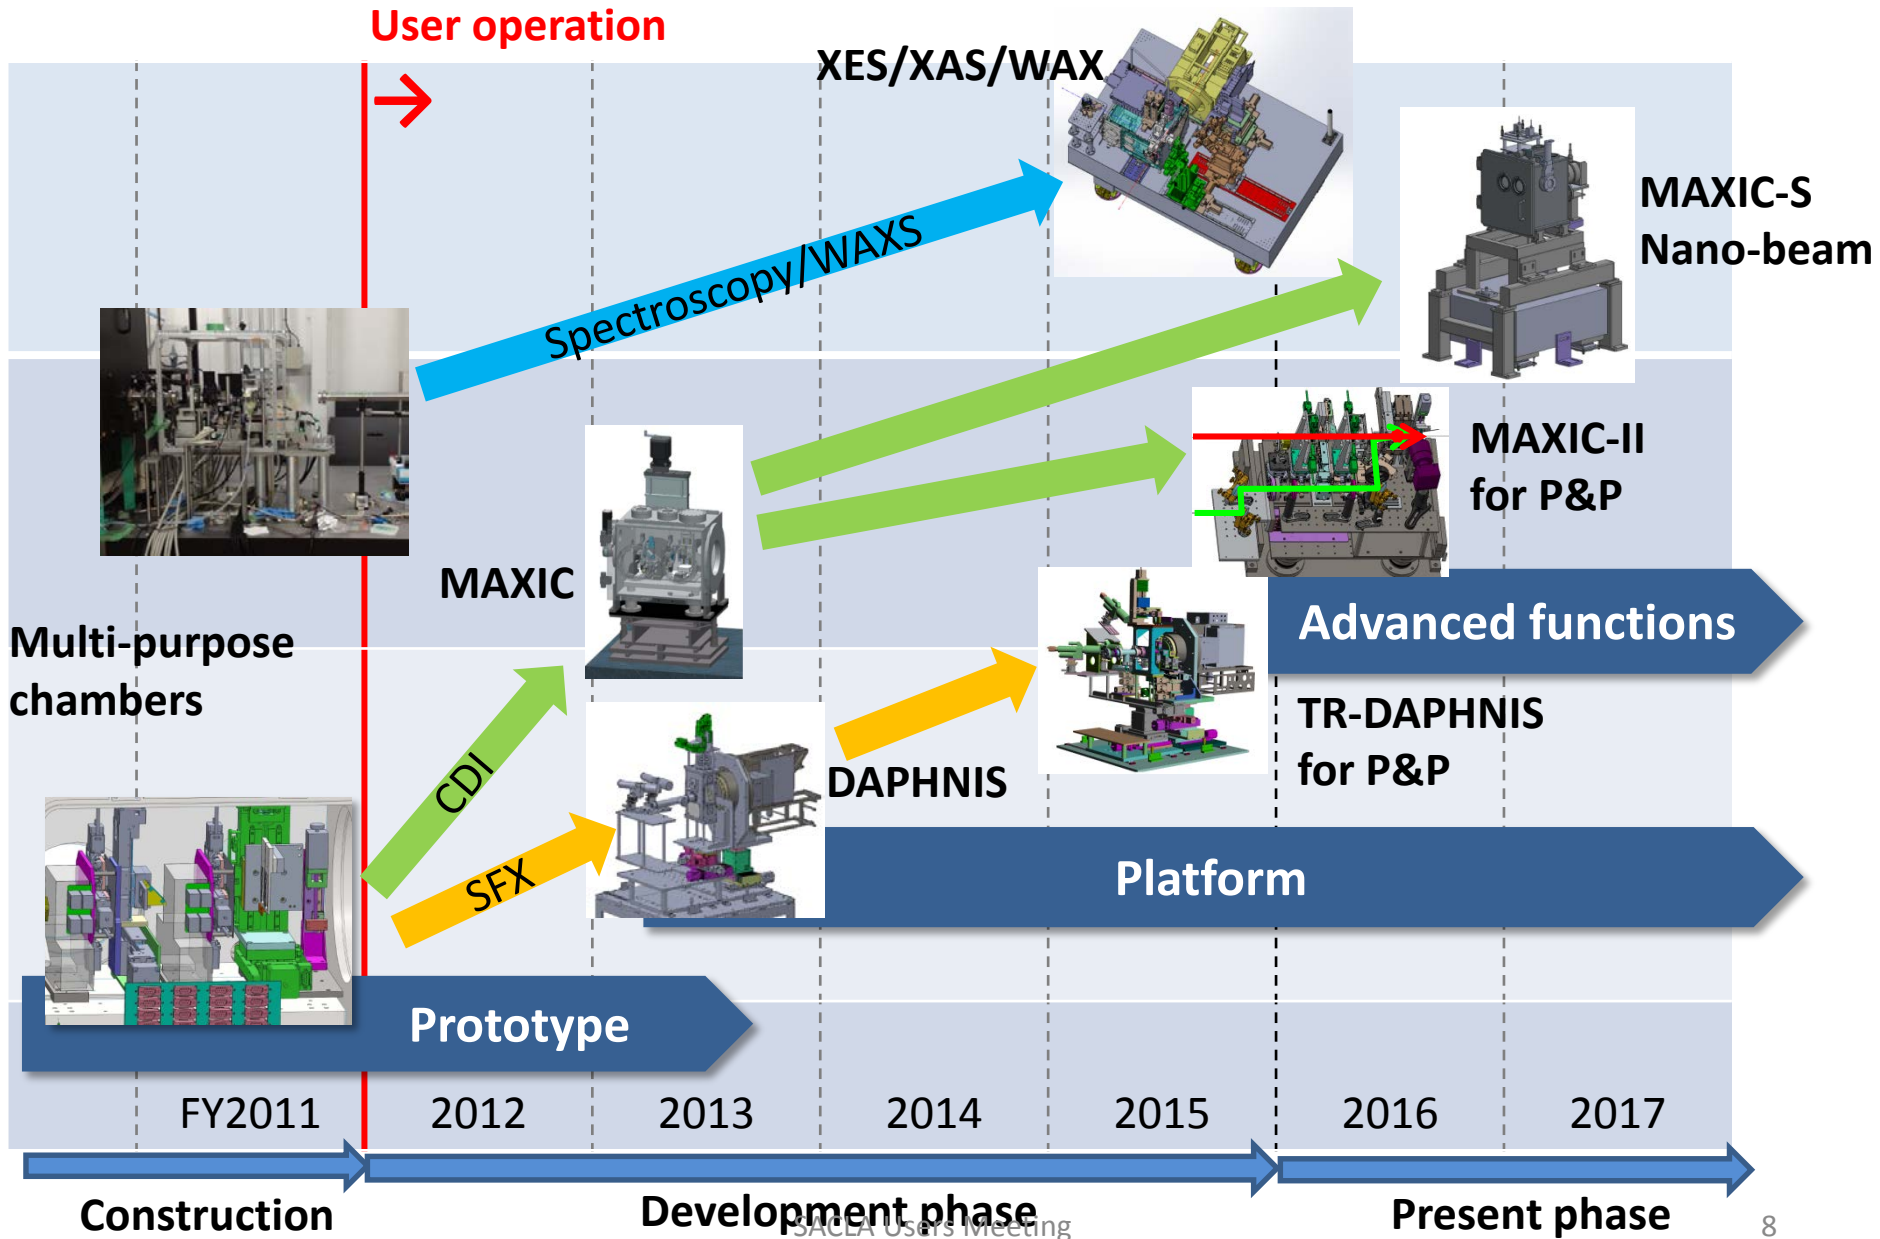 User operation
XES/XAS/WAX
MAXIC-S
Nano-beam
Spectroscopy/WAXS
MAXIC-II
for P&P
MAXIC
Advanced functions
Multi-purpose
chambers
TR-DAPHNIS
for P&P
CDI
DAPHNIS
SFX
Platform
Prototype
FY2011
2012
2013
2014
2015
2016
2017
Construction
Development phase
Present phase
SACLA Users Meeting
8